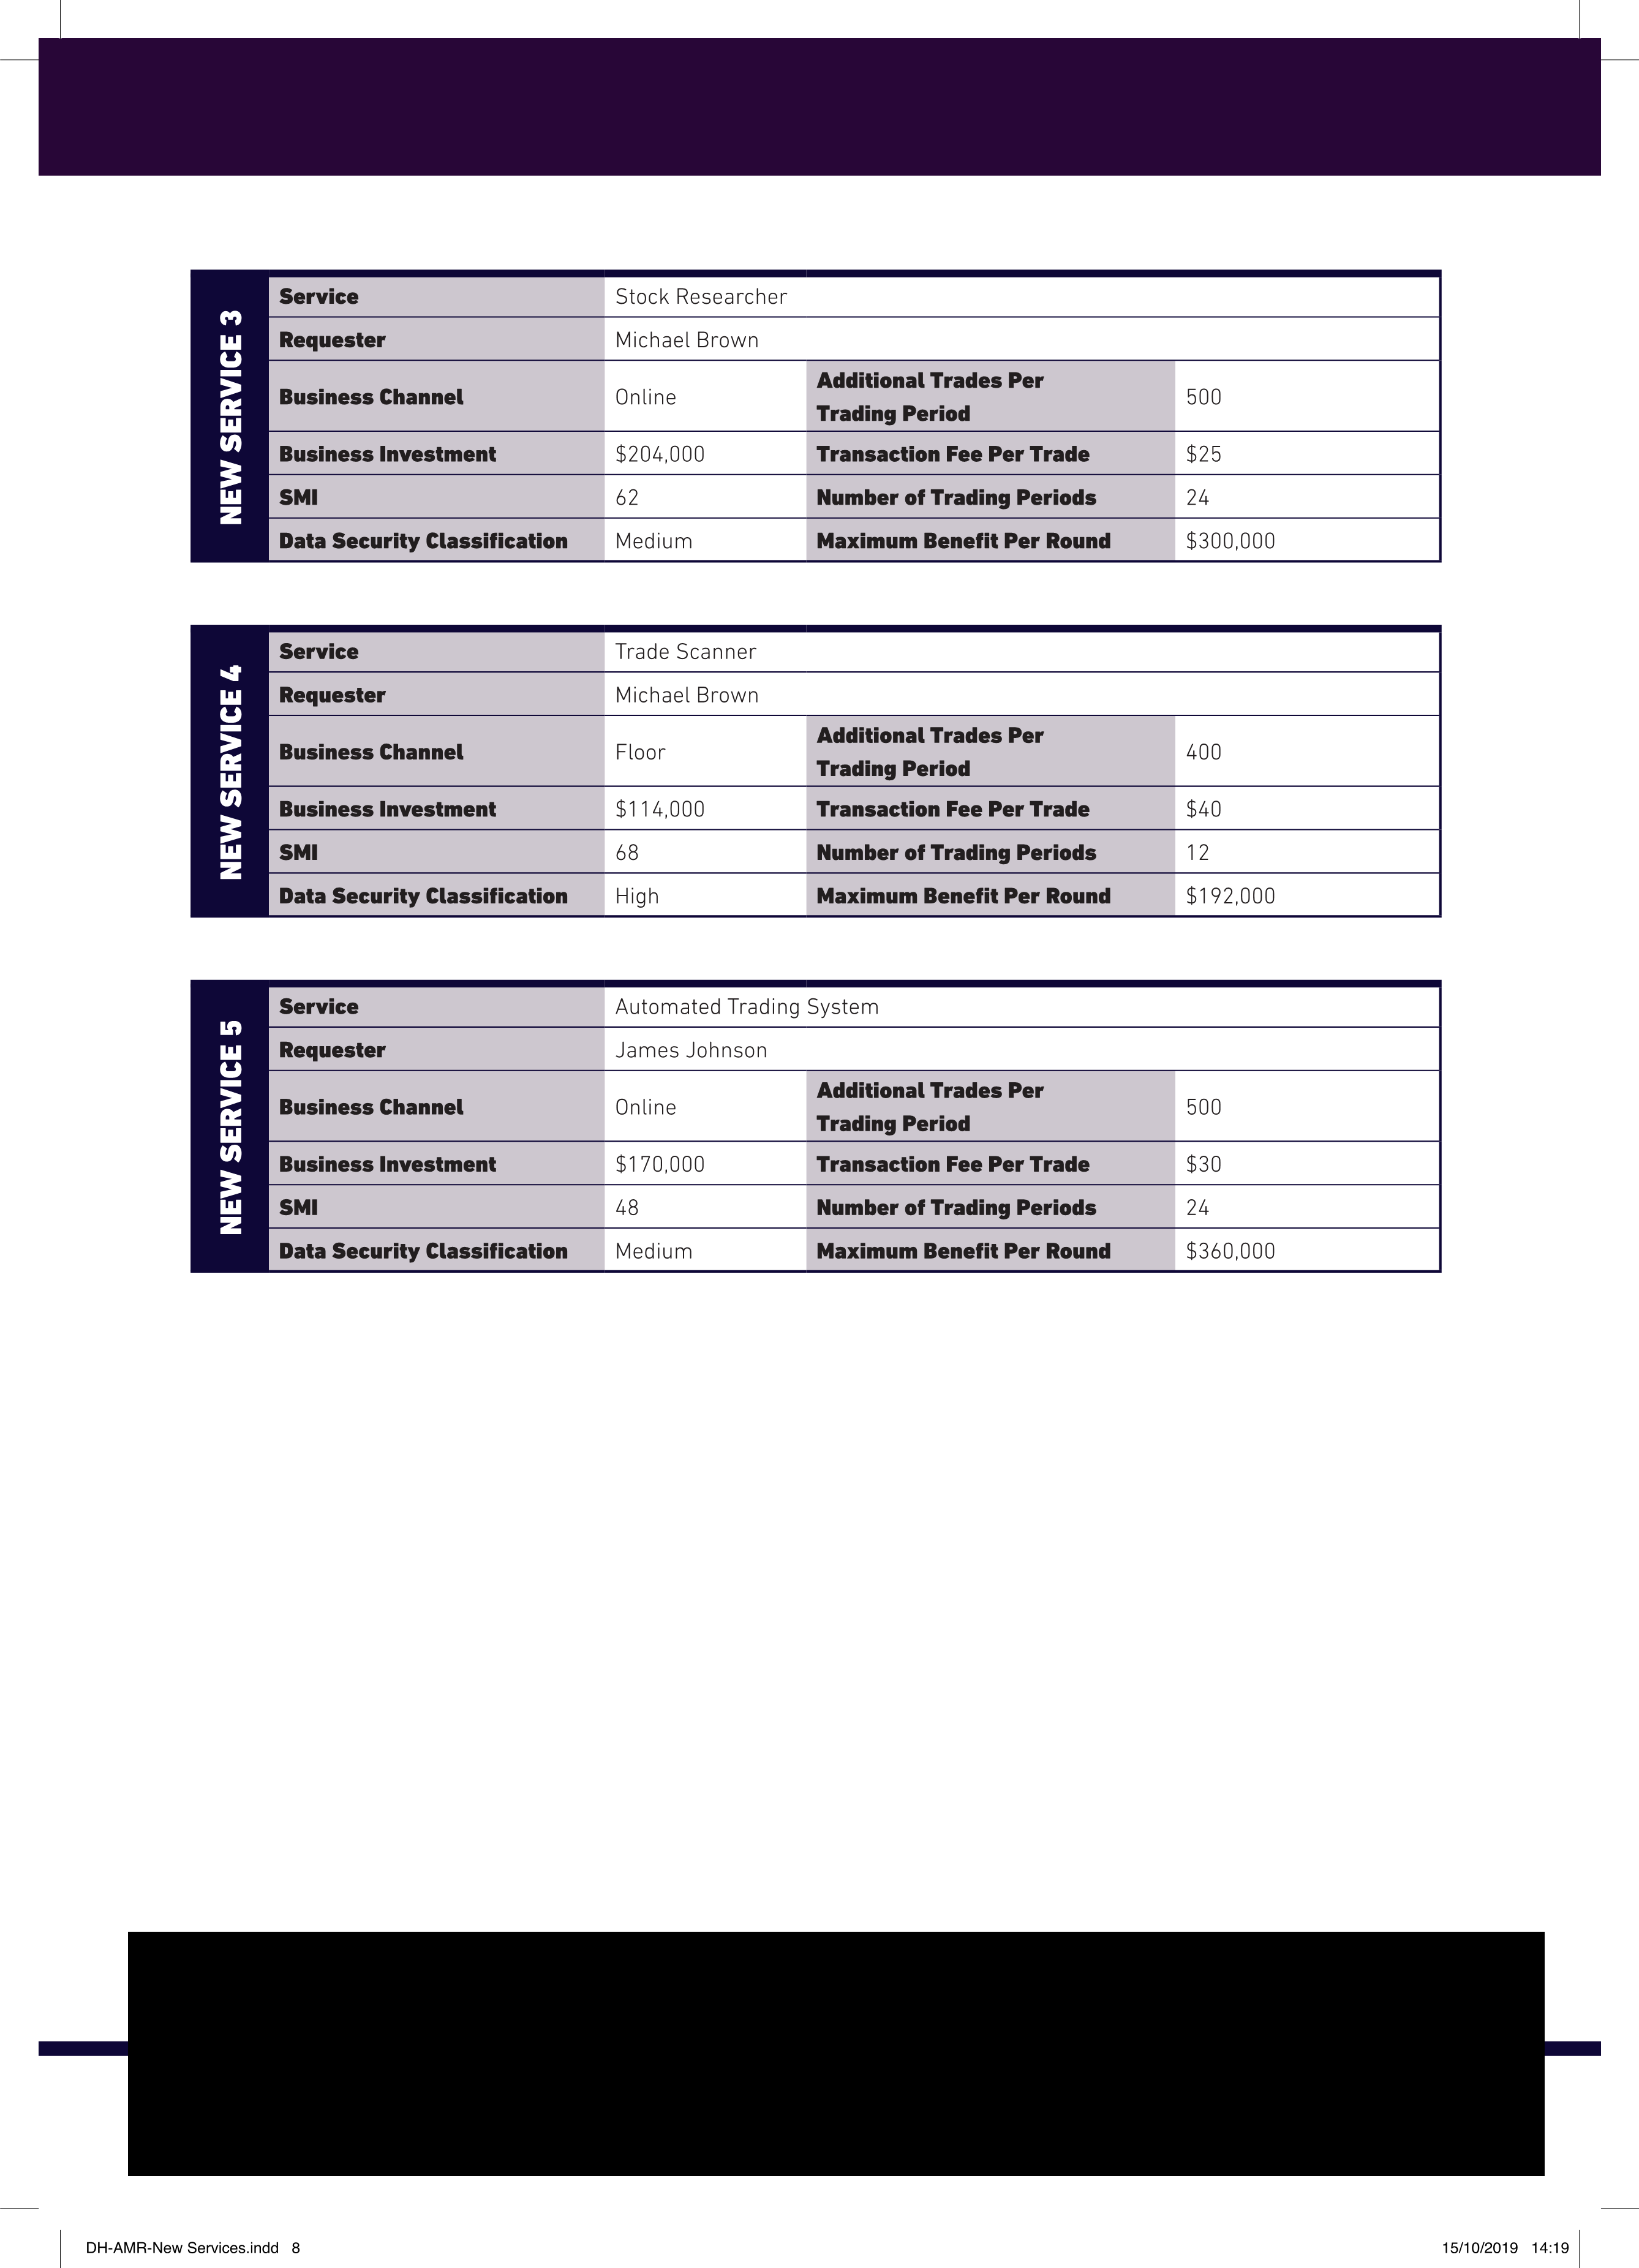 NEW SERVICE 3
Service Stock Researcher
Requester Michael Brown
Business Channel Online Additional Trades Per
Trading Period 500
Business Investment $204,000 Transaction Fee Per Trade $25
SMI 62 Number of Trading Periods 24
Data Security Classification Medium Maximum Benefit Per Round $300,000
NEW SERVICE 4
Service Trade Scanner
Requester Michael Brown
Business Channel Floor Additional Trades Per
Trading Period 400
Business Investment $114,000 Transaction Fee Per Trade $40
SMI 68 Number of Trading Periods 12
Data Security Classification High Maximum Benefit Per Round $192,000
NEW SERVICE 5
Service Automated Trading System
Requester James Johnson
Business Channel Online Additional Trades Per
Trading Period 500
Business Investment $170,000 Transaction Fee Per Trade $30
SMI 48 Number of Trading Periods 24
Data Security Classification Medium Maximum Benefit Per Round $360,000
DH-AMR-New Services.indd 8 15/10/2019 14:19